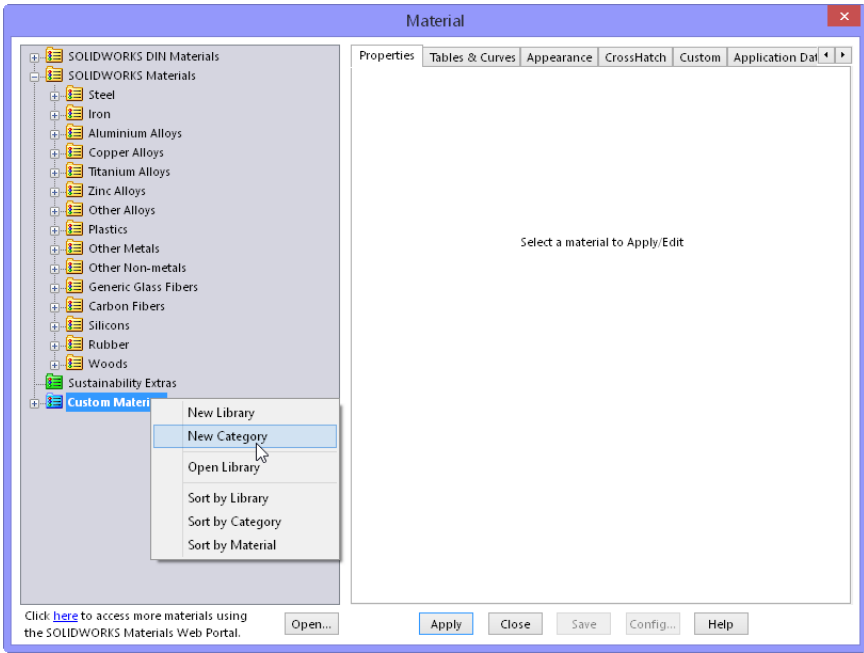 Material
SOLIDWORKS DIN Materials
SOLIDWORKS Materials
Steel
Iron
Aluminium Alloys
Copper Alloys
Titanium Alloys
Zinc Alloys
Other Alloys
Plastics
Other Metals
Other Non-metals
Generic Glass Fibers
Carbon Fibers
Silicons
Rubber
Woods
Sustainability Extras
Custom Materi
New Library
New Category
Open Library
Sort by Library
Sort by Category
Sort by Material
Properties Tables & Curves Appearance CrossHatch Custom Application Dat
Select a material to Apply/Edit
Click here to access more materials using
the SOLIDWORKS Materials Web Portal.
Open... Apply Close Save Config... Help